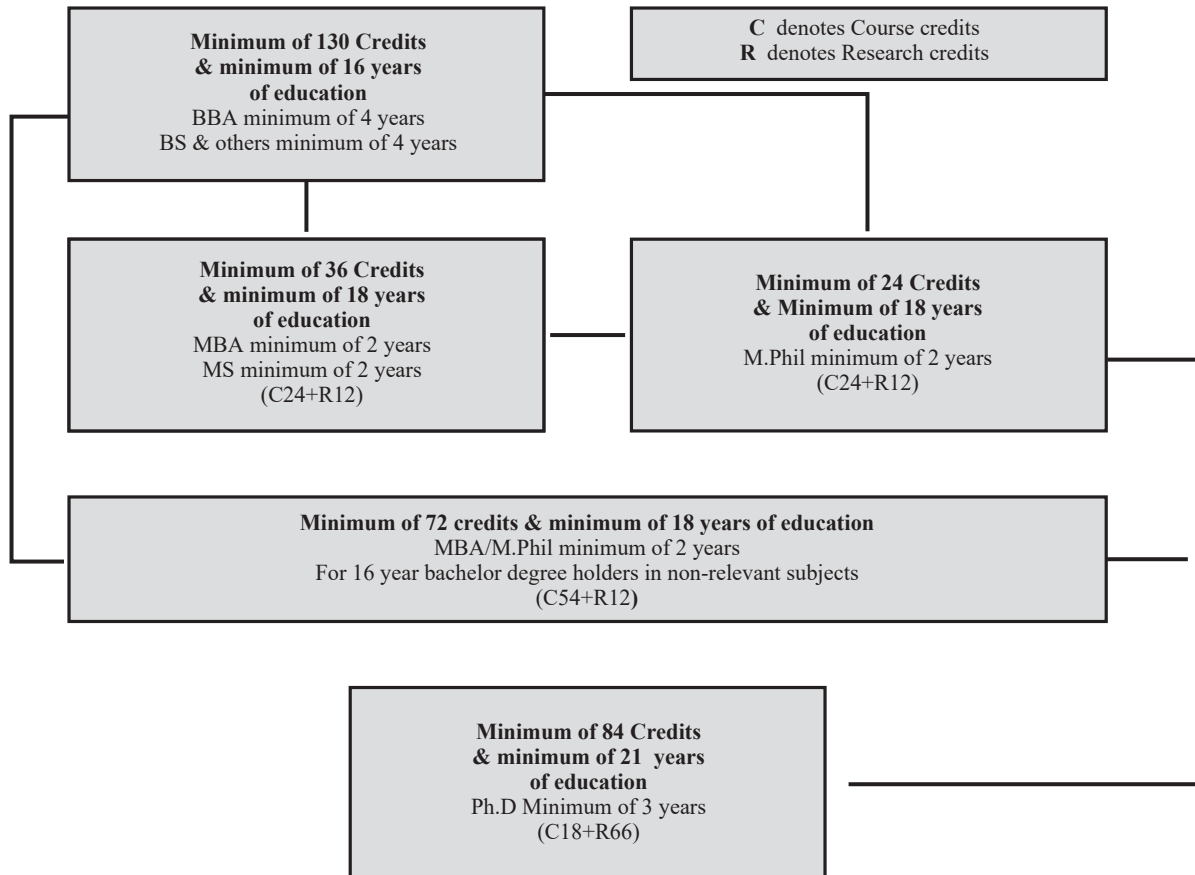 Minimum of 130 Credits
& minimum of 16 years
of education
BBA minimum of 4 years
BS & others minimum of 4 years
C denotes Course credits
R denotes Research credits
Minimum of 36 Credits
& minimum of 18 years
of education
MBA minimum of 2 years
MS minimum of 2 years
(C24+R12)
Minimum of 24 Credits
& Minimum of 18 years
of education
M.Phil minimum of 2 years
(C24+R12)
Minimum of 72 credits & minimum of 18 years of education
MBA/M.Phil minimum of 2 years
For 16 year bachelor degree holders in non-relevant subjects
(C54+R12)
Minimum of 84 Credits
& minimum of 21 years
of education
Ph.D Minimum of 3 years
(C18+R66)